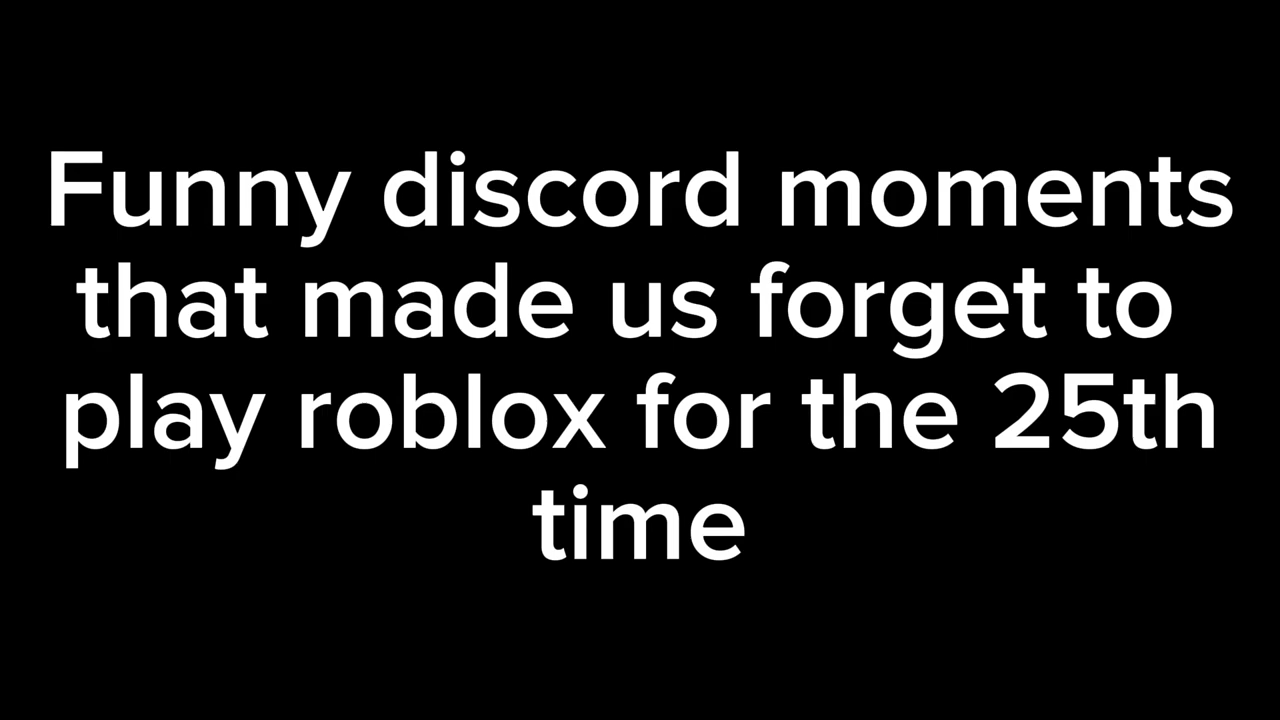 Funny discord moments
that made us forget to
play roblox for the 25th
time